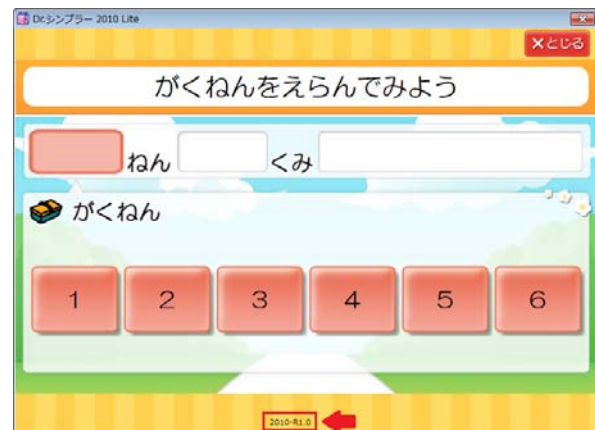 Dr.シンプラー 2010 Lite
×とじる
がくねんをえらんでみよう
ねん くみ
がくねん
1 2 3 4 5 6
2010-R1.0